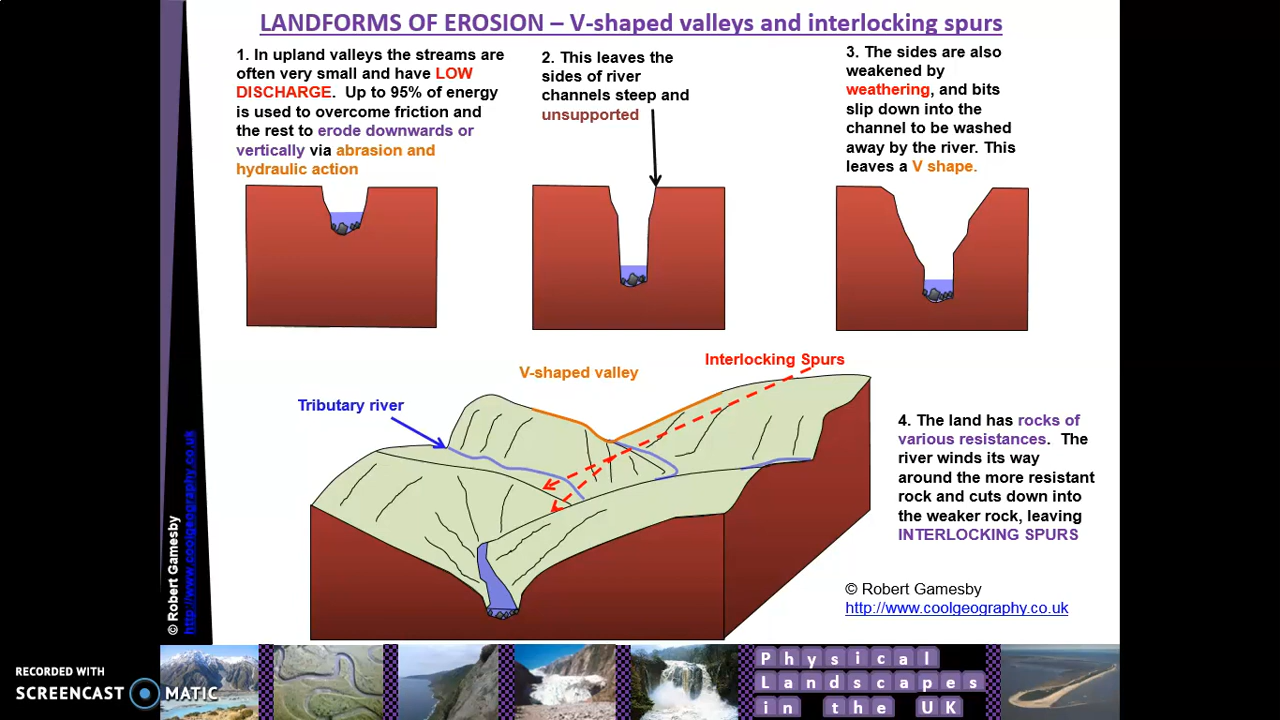 LANDFORMS OF EROSION – V-shaped valleys and interlocking spurs
1. In upland valleys the streams are
often very small and have LOW
DISCHARGE. Up to 95% of energy
is used to overcome friction and
the rest to erode downwards or
vertically via abrasion and
hydraulic action
2. This leaves the
sides of river
channels steep and
unsupported
3. The sides are also
weakened by
weathering, and bits
slip down into the
channel to be washed
away by the river. This
leaves a V shape.
Interlocking Spurs
V-shaped valley
Tributary river
4. The land has rocks of
various resistances. The
river winds its way
around the more resistant
rock and cuts down into
the weaker rock, leaving
INTERLOCKING SPURS
© Robert Gamesby
http://www.coolgeography.co.uk
© Robert Gamesby
http://www.coolgeography.co.uk
RECORDED WITH
SCREENCAST MATIC
Physical
Landscapes
in the UK